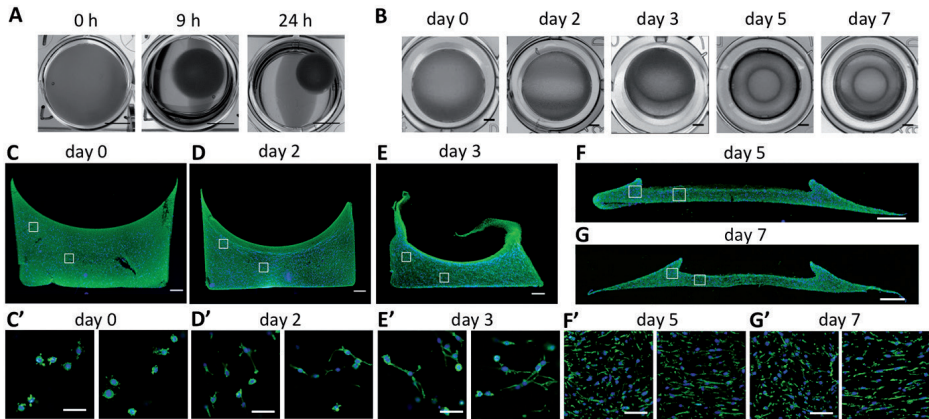 A
0 h
9 h
24 h
B
day 0
day 2
day 3
day 5
day 7
C
day 0
D
day 2
E
day 3
F
day 5
G
day 7
C’
day 0
D’
day 2
E’
day 3
F’
day 5
G’
day 7